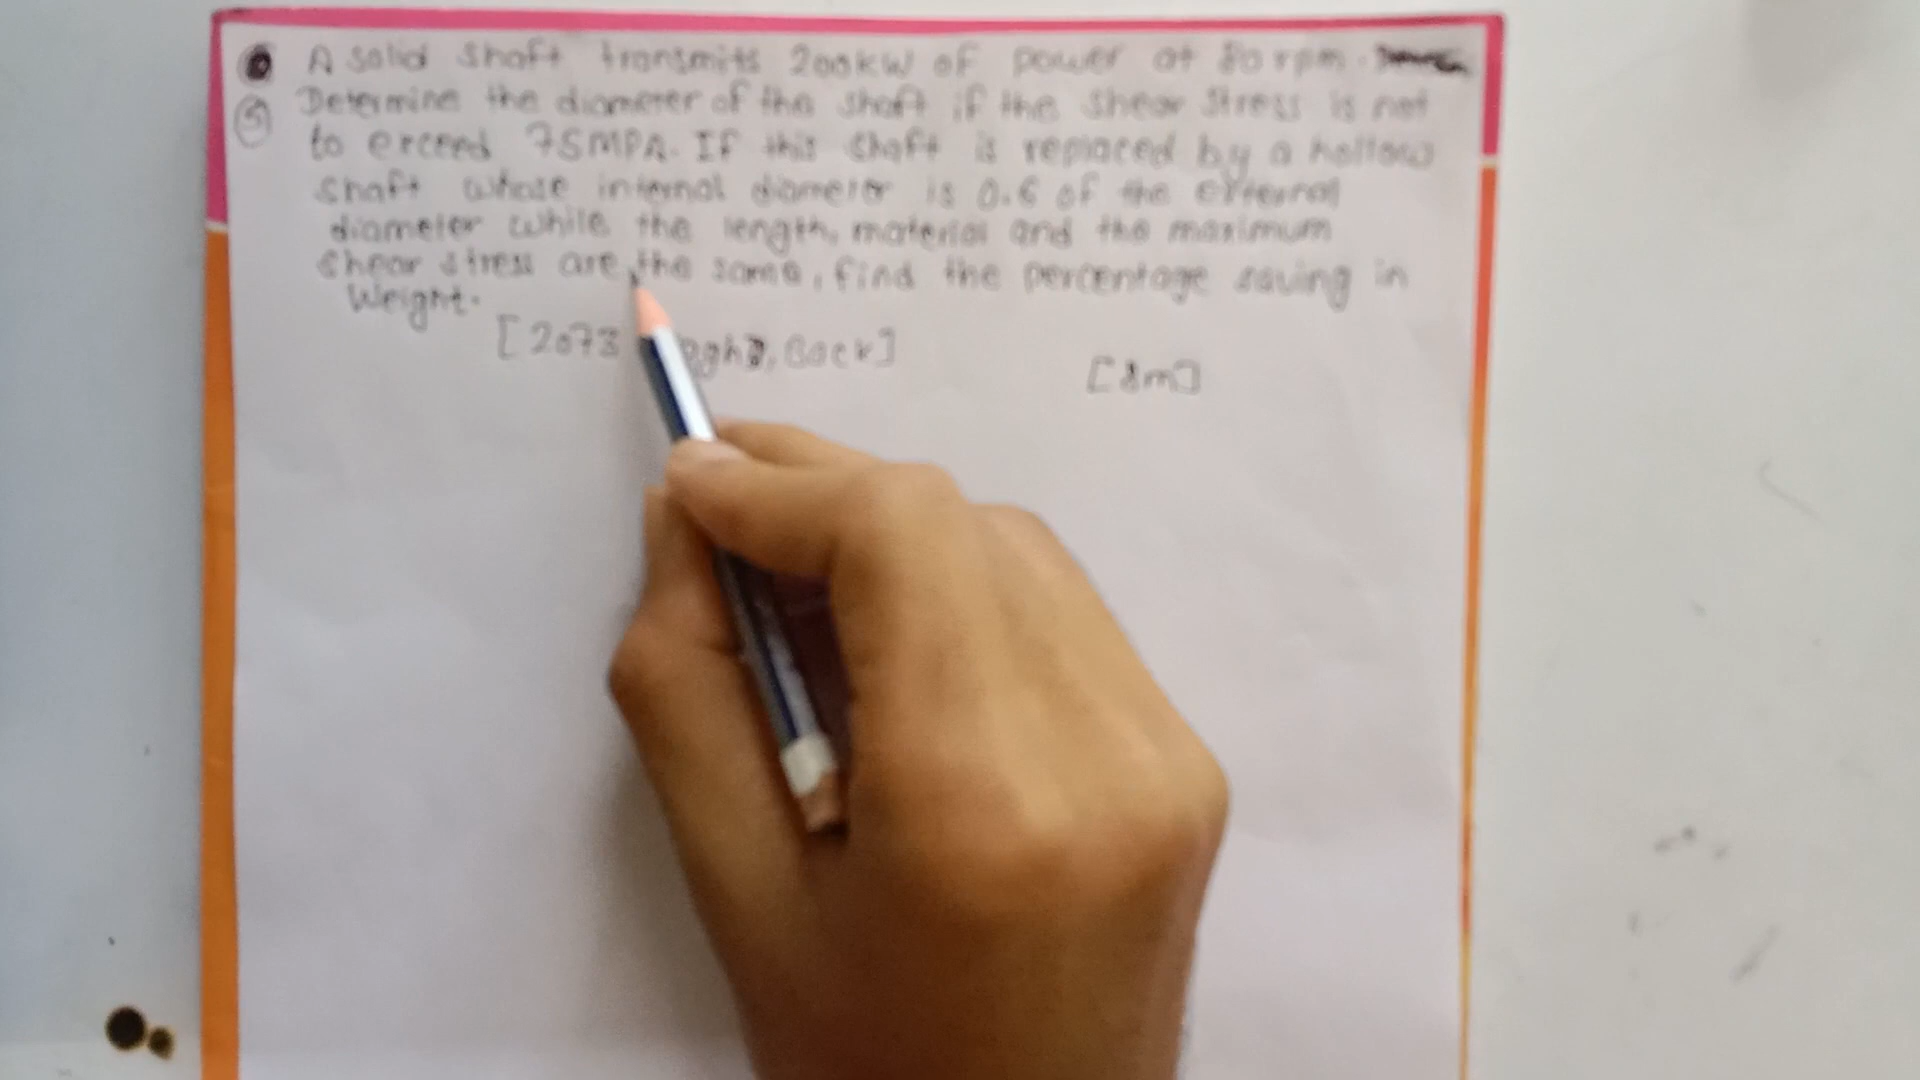 A solid shaft transmits 200kW of power at 80 rpm.
5 Determine the diameter of the shaft if the shear stress is not
to exceed 75MPA. If this shaft is replaced by a hollow
shaft whose internal diameter is 0.6 of the external
diameter while the length, material and the maximum
shear stress are the same, find the percentage saving in
Weight.
[2073 Back]
[8m]